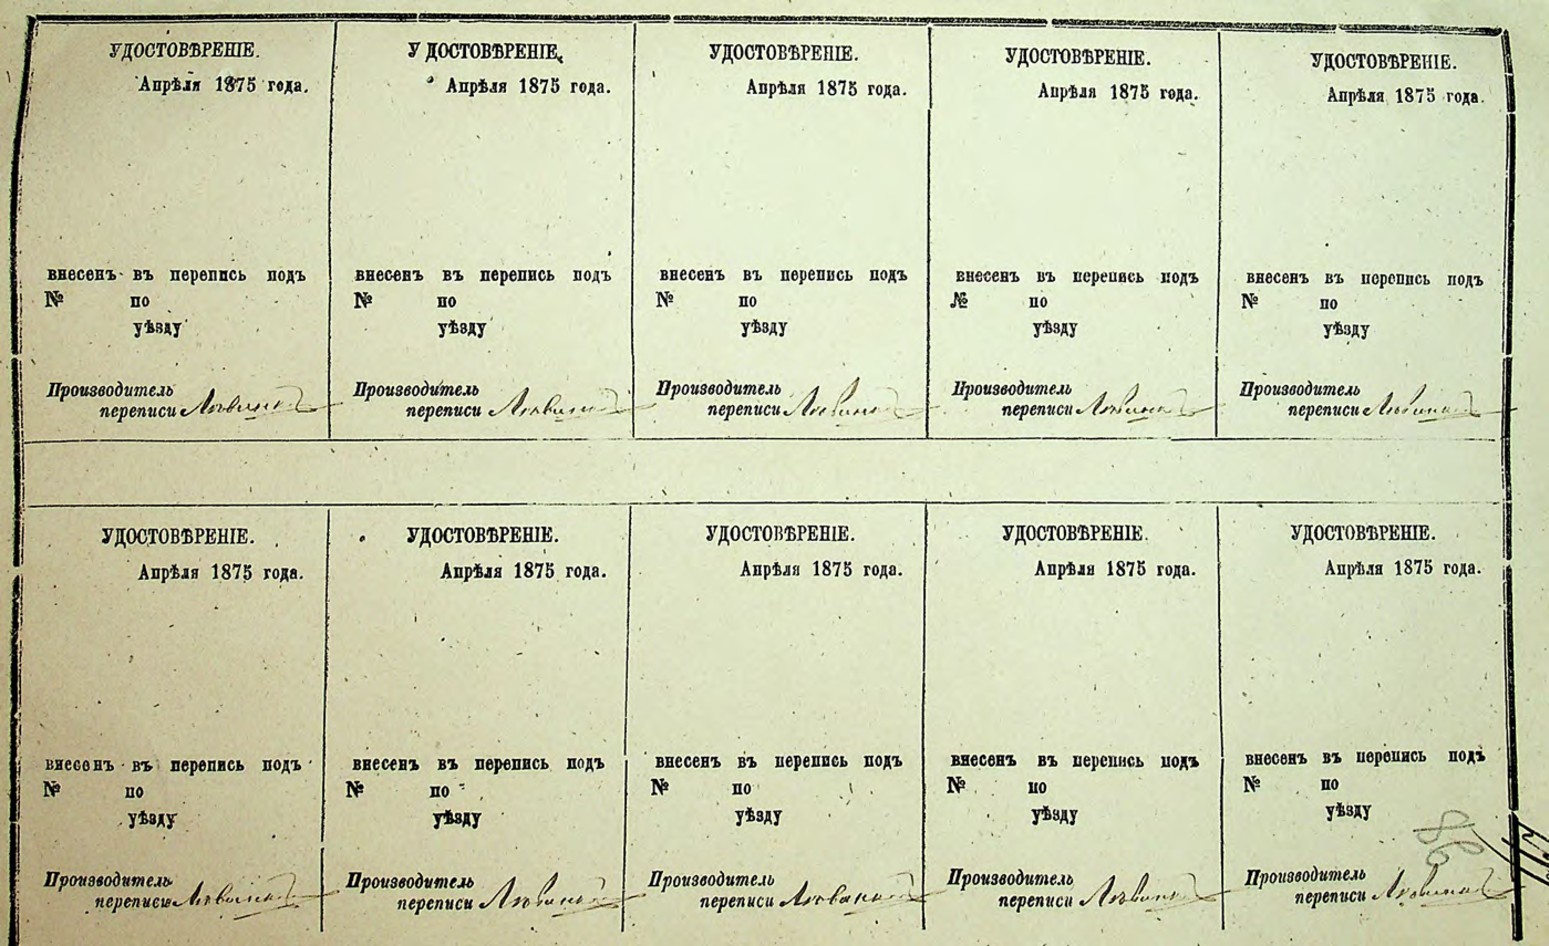 УДОСТОВѢРЕНІЕ.
Апрѣля 1875 года.
внесенъ въ перепись подъ
№ по
уѣзду
Производитель
переписи
УДОСТОВѢРЕНІЕ.
Апрѣля 1875 года.
внесенъ въ перепись подъ
№ по
уѣзду
Производитель
переписи
УДОСТОВѢРЕНІЕ.
Апрѣля 1875 года.
внесенъ въ перепись подъ
№ по
уѣзду
Производитель
переписи
УДОСТОВѢРЕНІЕ.
Апрѣля 1875 года.
внесенъ въ перепись подъ
№ по
уѣзду
Производитель
переписи
УДОСТОВѢРЕНІЕ.
Апрѣля 1875 года.
внесенъ въ перепись подъ
№ по
уѣзду
Производитель
переписи
УДОСТОВѢРЕНІЕ.
Апрѣля 1875 года.
внесенъ въ перепись подъ
№ по
уѣзду
Производитель
переписи
УДОСТОВѢРЕНІЕ.
Апрѣля 1875 года.
внесенъ въ перепись подъ
№ по
уѣзду
Производитель
переписи
УДОСТОВѢРЕНІЕ.
Апрѣля 1875 года.
внесенъ въ перепись подъ
№ по
уѣзду
Производитель
переписи
УДОСТОВѢРЕНІЕ.
Апрѣля 1875 года.
внесенъ въ перепись подъ
№ по
уѣзду
Производитель
переписи
УДОСТОВѢРЕНІЕ.
Апрѣля 1875 года.
внесенъ въ перепись подъ
№ по
уѣзду
Производитель
переписи